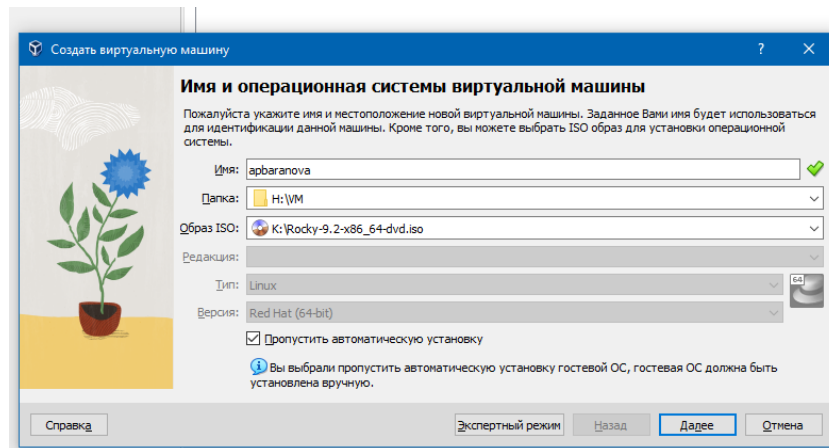 Создать виртуальную машину
?
Имя и операционная системы виртуальной машины
Пожалуйста укажите имя и местоположение новой виртуальной машины. Заданное Вами имя будет использоваться
для идентификации данной машины. Кроме того, вы можете выбрать ISO образ для установки операционной
системы.
Имя: apbaranova
Папка: H:\VM
Образ ISO: K:\Rocky-9.2-x86_64-dvd.iso
Редакция:
Тип: Linux 64
Версия: Red Hat (64-bit)
Пропустить автоматическую установку
Вы выбрали пропустить автоматическую установку гостевой ОС, гостевая ОС должна быть
установлена вручную.
Справка Экспертный режим Назад Далее Отмена